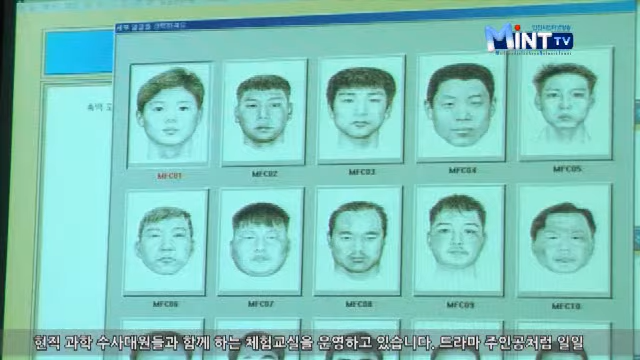 MINT TV
MFC01 MFC02 MFC03 MFC04 MFC05
MFC06 MFC07 MFC08 MFC09 MFC10
현직 과학 수사대원들과 함께 하는 체험교실을 운영하고 있습니다. 드라마 주인공처럼 일일